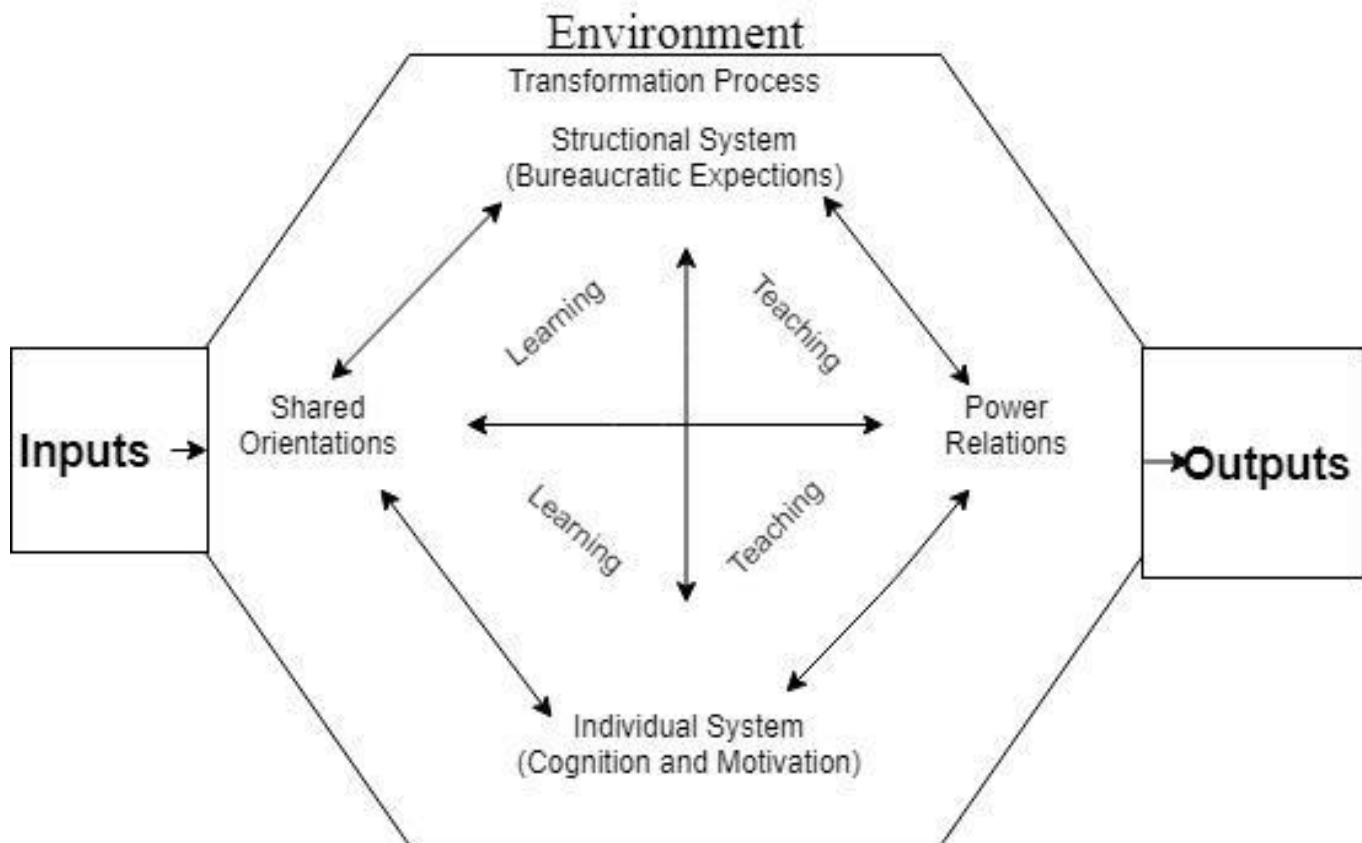 Environment
Transformation Process
Structional System
(Bureaucratic Expections)
Learning
Teaching
Shared
Orientations
Power
Relations
Inputs
Outputs
Learning
Teaching
Individual System
(Cognition and Motivation)